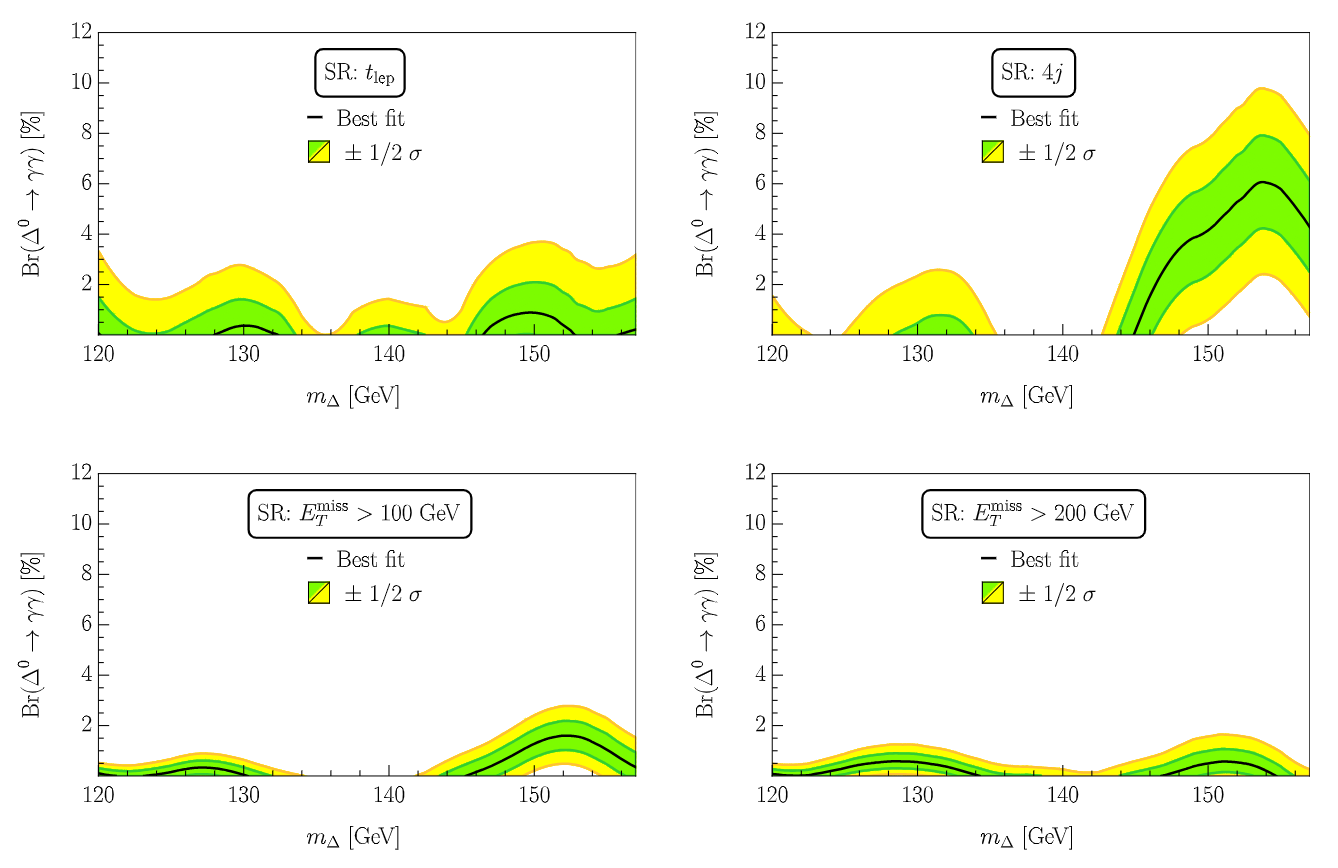 12
10
8
6
4
2
Br(Δ⁰ → γγ) [%]
SR: t_lep
Best fit
± 1/2 σ
120 130 140 150
m_Δ [GeV]
12
10
8
6
4
2
Br(Δ⁰ → γγ) [%]
SR: 4j
Best fit
± 1/2 σ
120 130 140 150
m_Δ [GeV]
12
10
8
6
4
2
Br(Δ⁰ → γγ) [%]
SR: E_T^miss > 100 GeV
Best fit
± 1/2 σ
120 130 140 150
m_Δ [GeV]
12
10
8
6
4
2
Br(Δ⁰ → γγ) [%]
SR: E_T^miss > 200 GeV
Best fit
± 1/2 σ
120 130 140 150
m_Δ [GeV]